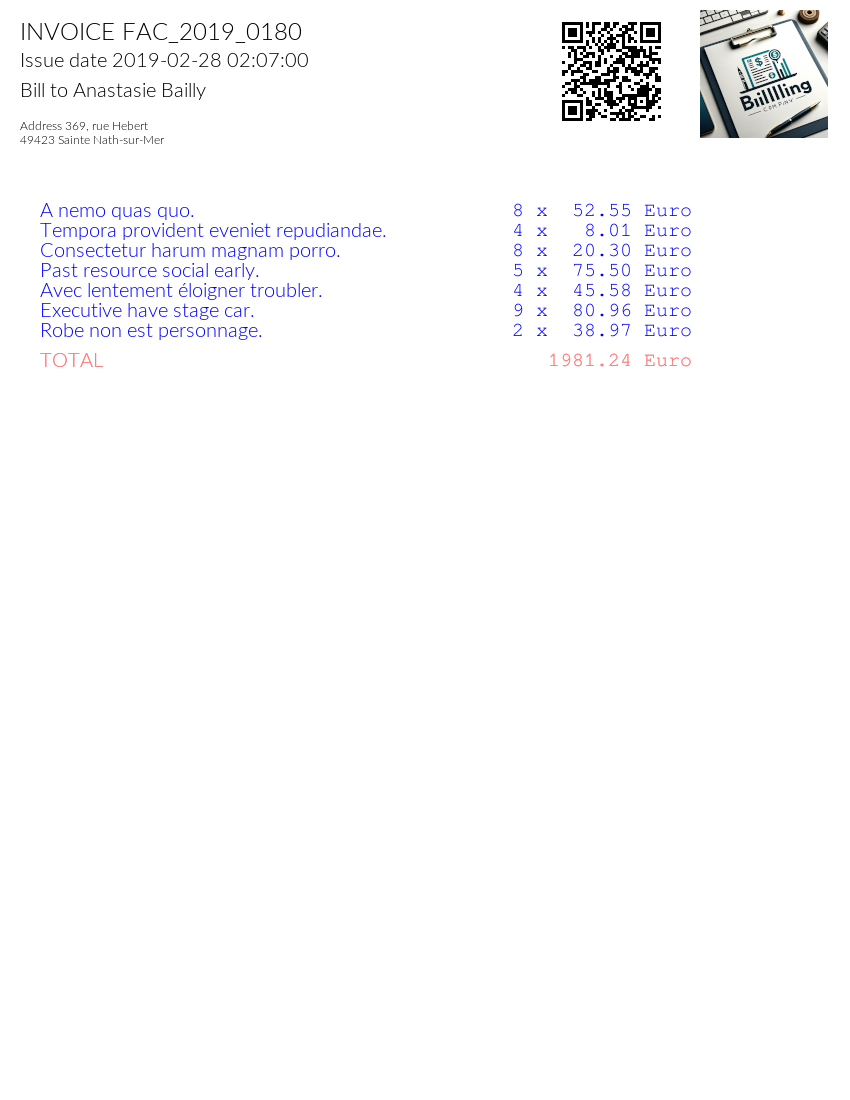 INVOICE FAC_2019_0180
Issue date 2019-02-28 02:07:00
Bill to Anastasie Bailly
Address 369, rue Hebert
49423 Sainte Nath-sur-Mer
Biilllling
COMPANY
A nemo quas quo. 8 x 52.55 Euro
Tempora provident eveniet repudiandae. 4 x 8.01 Euro
Consectetur harum magnam porro. 8 x 20.30 Euro
Past resource social early. 5 x 75.50 Euro
Avec lentement éloigner troubler. 4 x 45.58 Euro
Executive have stage car. 9 x 80.96 Euro
Robe non est personnage. 2 x 38.97 Euro
TOTAL 1981.24 Euro